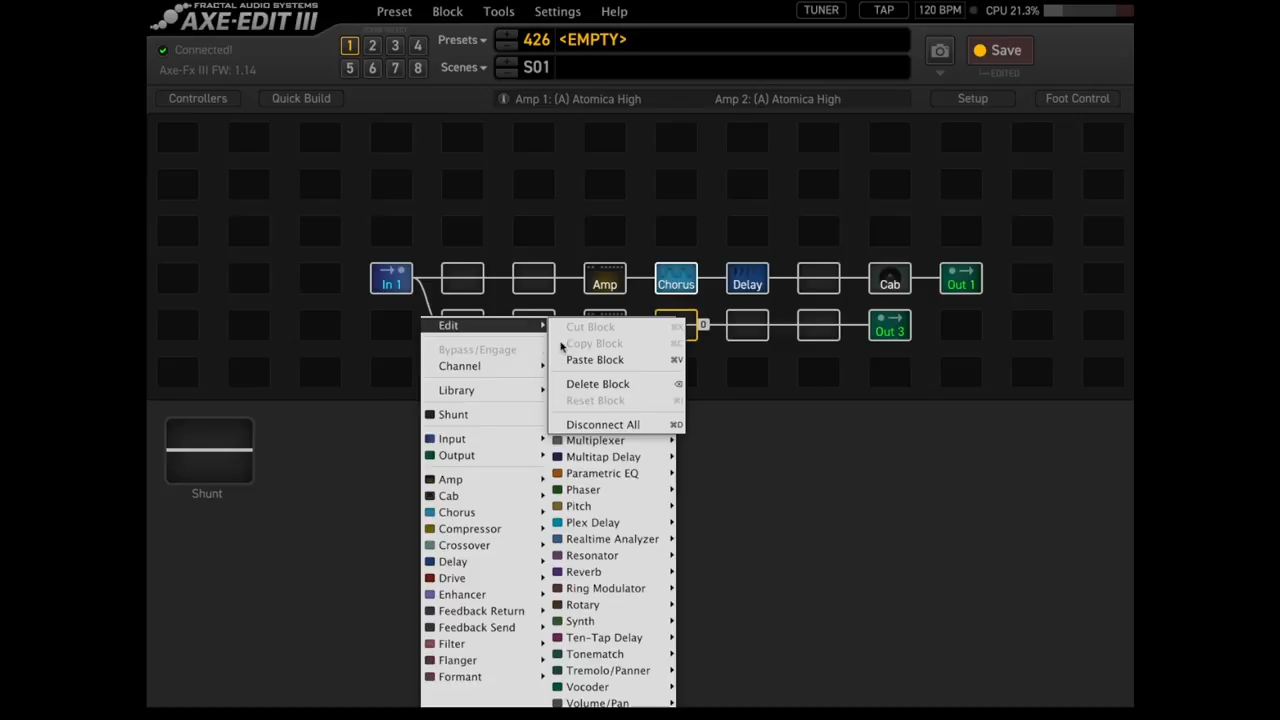 FRACTAL AUDIO SYSTEMS
AXE-EDIT III
Preset Block Tools Settings Help
TUNER TAP 120 BPM CPU 21.3%
Connected!
Axe-Fx III FW: 1.14
1 2 3 4
5 6 7 8
Presets 426 <EMPTY>
Scenes S01
Save
EDITED
Controllers Quick Build Amp 1: (A) Atomica High Amp 2: (A) Atomica High Setup Foot Control
In 1 Amp Chorus Delay Cab Out 1
0 Out 3
Shunt
Edit
Bypass/Engage
Channel
Library
Shunt
Input
Output
Amp
Cab
Chorus
Compressor
Crossover
Delay
Drive
Enhancer
Feedback Return
Feedback Send
Filter
Flanger
Formant
Cut Block ⌘X
Copy Block ⌘C
Paste Block ⌘V
Delete Block
Reset Block
Disconnect All ⌘D
Multiplexer
Multitap Delay
Parametric EQ
Phaser
Pitch
Plex Delay
Realtime Analyzer
Resonator
Reverb
Ring Modulator
Rotary
Synth
Ten-Tap Delay
Tonematch
Tremolo/Panner
Vocoder
Volume/Pan